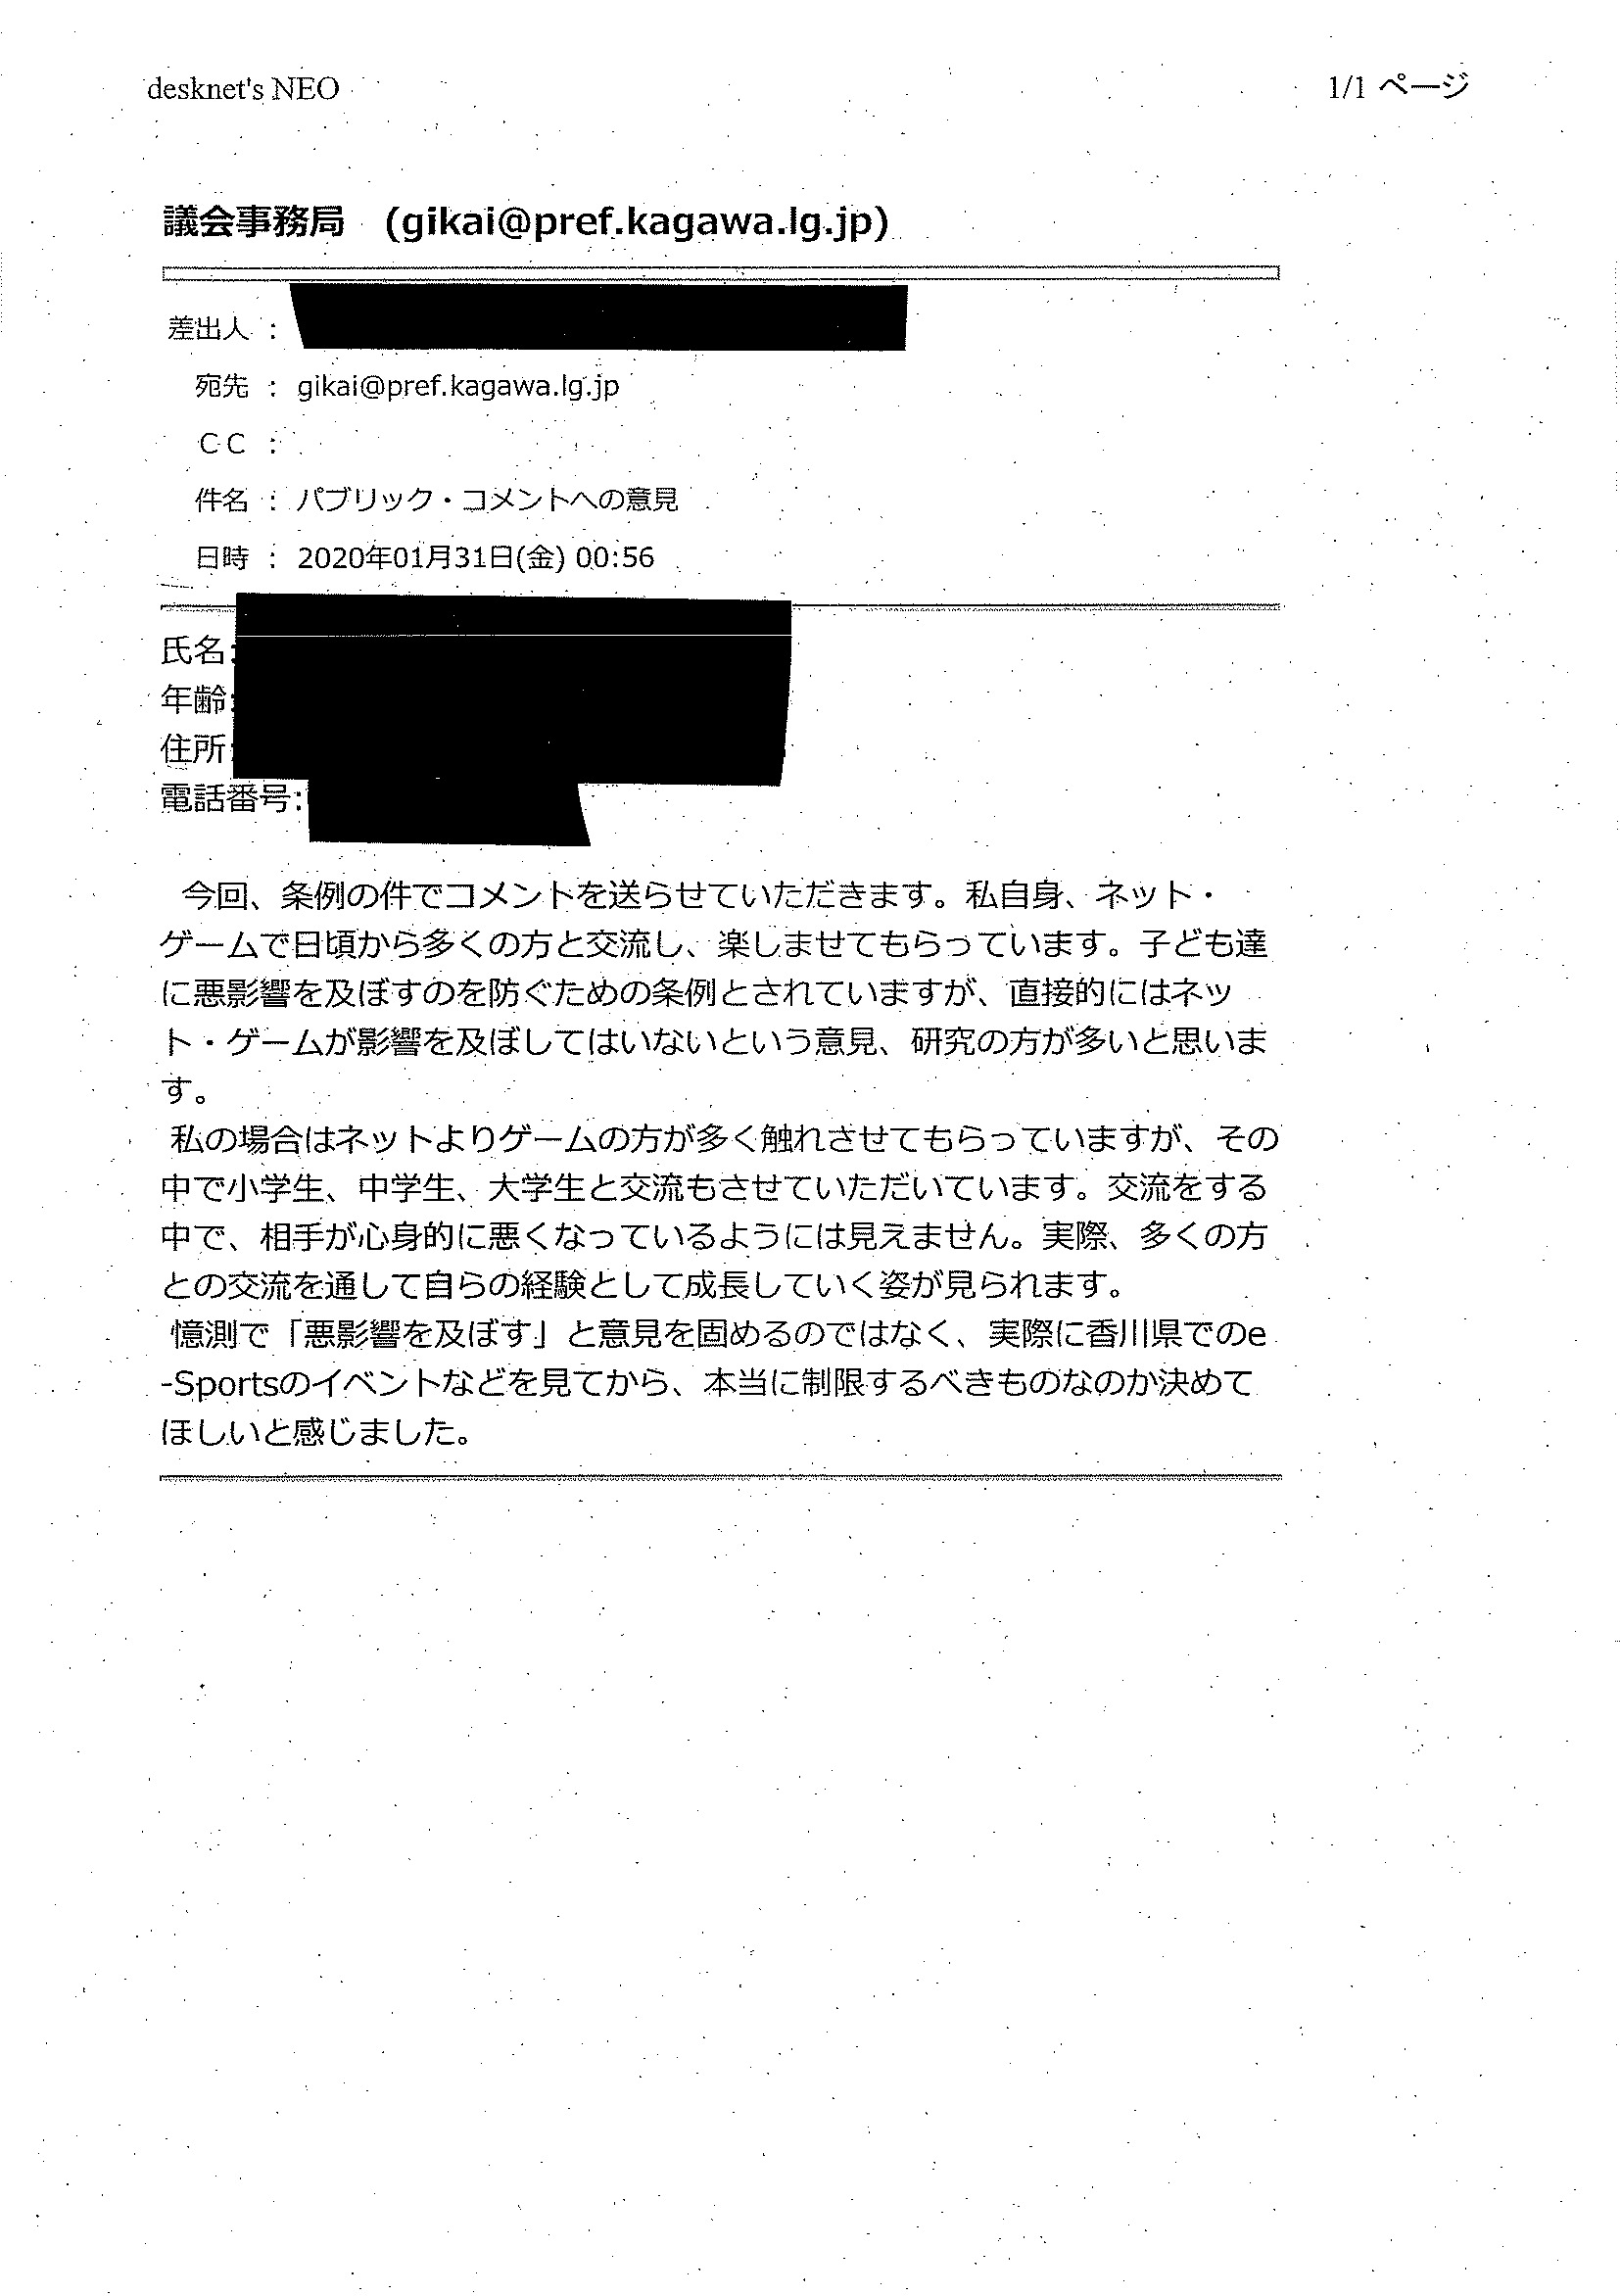 desknet's NEO
1/1 ページ
議会事務局 (gikai@pref.kagawa.lg.jp)
差出人 :
宛先 : gikai@pref.kagawa.lg.jp
CC :
件名 : パブリック・コメントへの意見
日時 : 2020年01月31日(金) 00:56
氏名:
年齢:
住所:
電話番号:
今回、条例の件でコメントを送らせていただきます。私自身、ネット・
ゲームで日頃から多くの方と交流し、楽しませてもらっています。子ども達
に悪影響を及ぼすのを防ぐための条例とされていますが、直接的にはネッ
ト・ゲームが影響を及ぼしてはいないという意見、研究の方が多いと思いま
す。
私の場合はネットよりゲームの方が多く触れさせてもらっていますが、その
中で小学生、中学生、大学生と交流もさせていただいています。交流をする
中で、相手が心身的に悪くなっているようには見えません。実際、多くの方
との交流を通して自らの経験として成長していく姿が見られます。
憶測で「悪影響を及ぼす」と意見を固めるのではなく、実際に香川県でのe
-Sportsのイベントなどを見てから、本当に制限するべきものなのか決めて
ほしいと感じました。